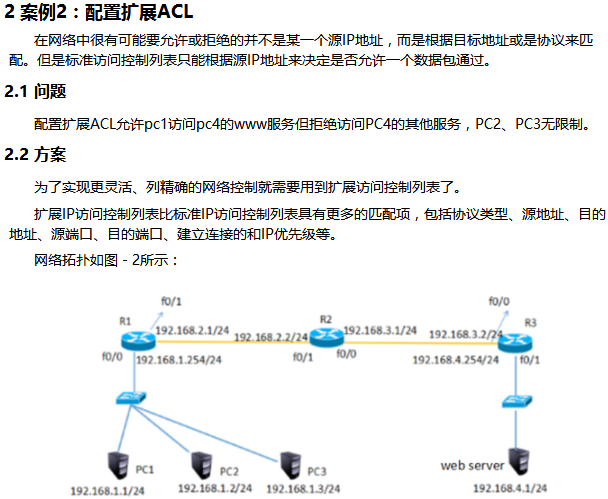 2 案例2：配置扩展ACL
在网络中很有可能要允许或拒绝的并不是某一个源IP地址，而是根据目标地址或是协议来匹
配。但是标准访问控制列表只能根据源IP地址来决定是否允许一个数据包通过。
2.1 问题
配置扩展ACL允许pc1访问pc4的www服务但拒绝访问PC4的其他服务，PC2、PC3无限制。
2.2 方案
为了实现更灵活、列精确的网络控制就需要用到扩展访问控制列表了。
扩展IP访问控制列表比标准IP访问控制列表具有更多的匹配项，包括协议类型、源地址、目的
地址、源端口、目的端口、建立连接的和IP优先级等。
网络拓扑如图－2所示：
f0/1
f0/0
R1
R2
R3
192.168.2.1/24
192.168.2.2/24
192.168.3.1/24
192.168.3.2/24
f0/0
192.168.1.254/24
f0/1
f0/0
192.168.4.254/24
f0/1
PC1
PC2
PC3
web server
192.168.1.1/24
192.168.1.2/24
192.168.1.3/24
192.168.4.1/24